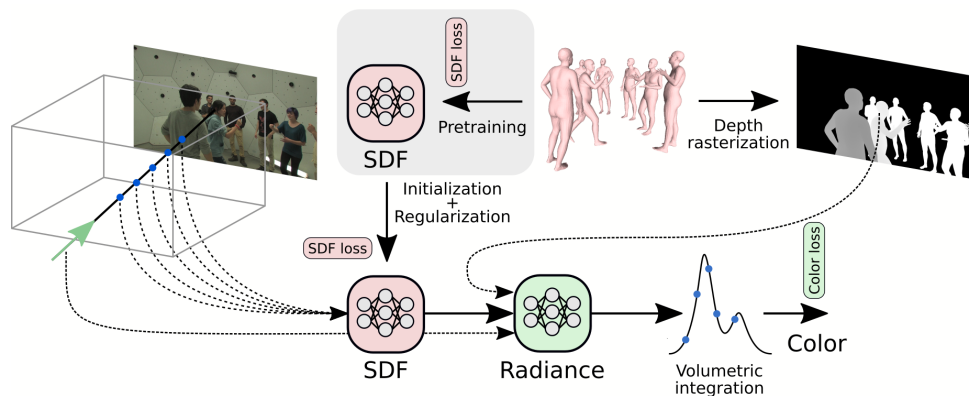 SDF loss
SDF
Pretraining
Depth
rasterization
Initialization
+
Regularization
SDF loss
SDF
Radiance
Volumetric
integration
Color loss
Color